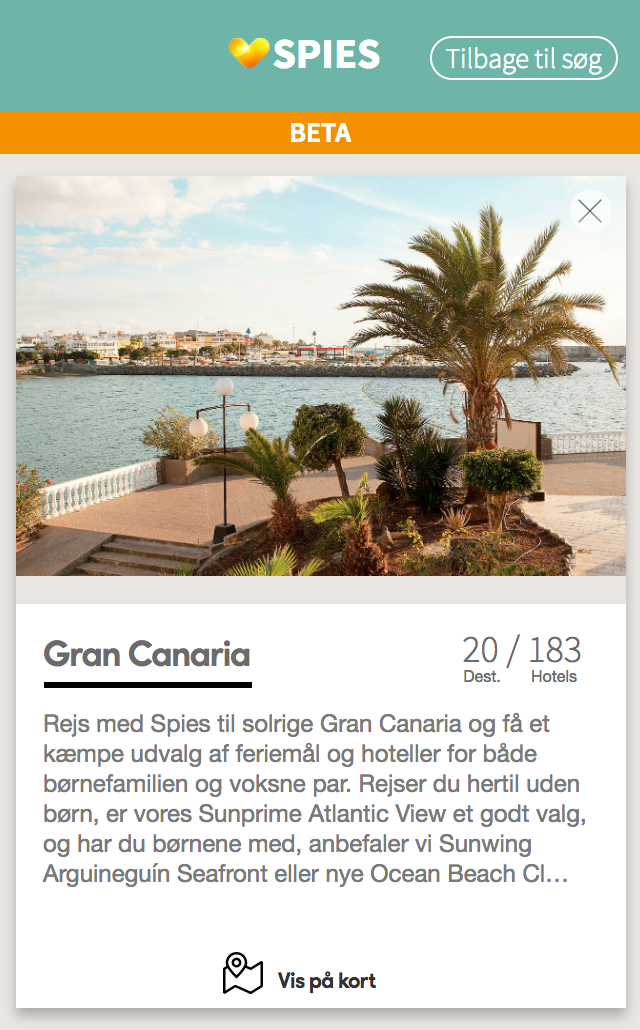 SPIES
Tilbage til søg
BETA
Gran Canaria
20 / 183
Dest. Hotels
Rejs med Spies til solrige Gran Canaria og få et
kæmpe udvalg af feriemål og hoteller for både
børnefamilien og voksne par. Rejser du hertil uden
børn, er vores Sunprime Atlantic View et godt valg,
og har du børnene med, anbefaler vi Sunwing
Arguineguín Seafront eller nye Ocean Beach Cl…
Vis på kort